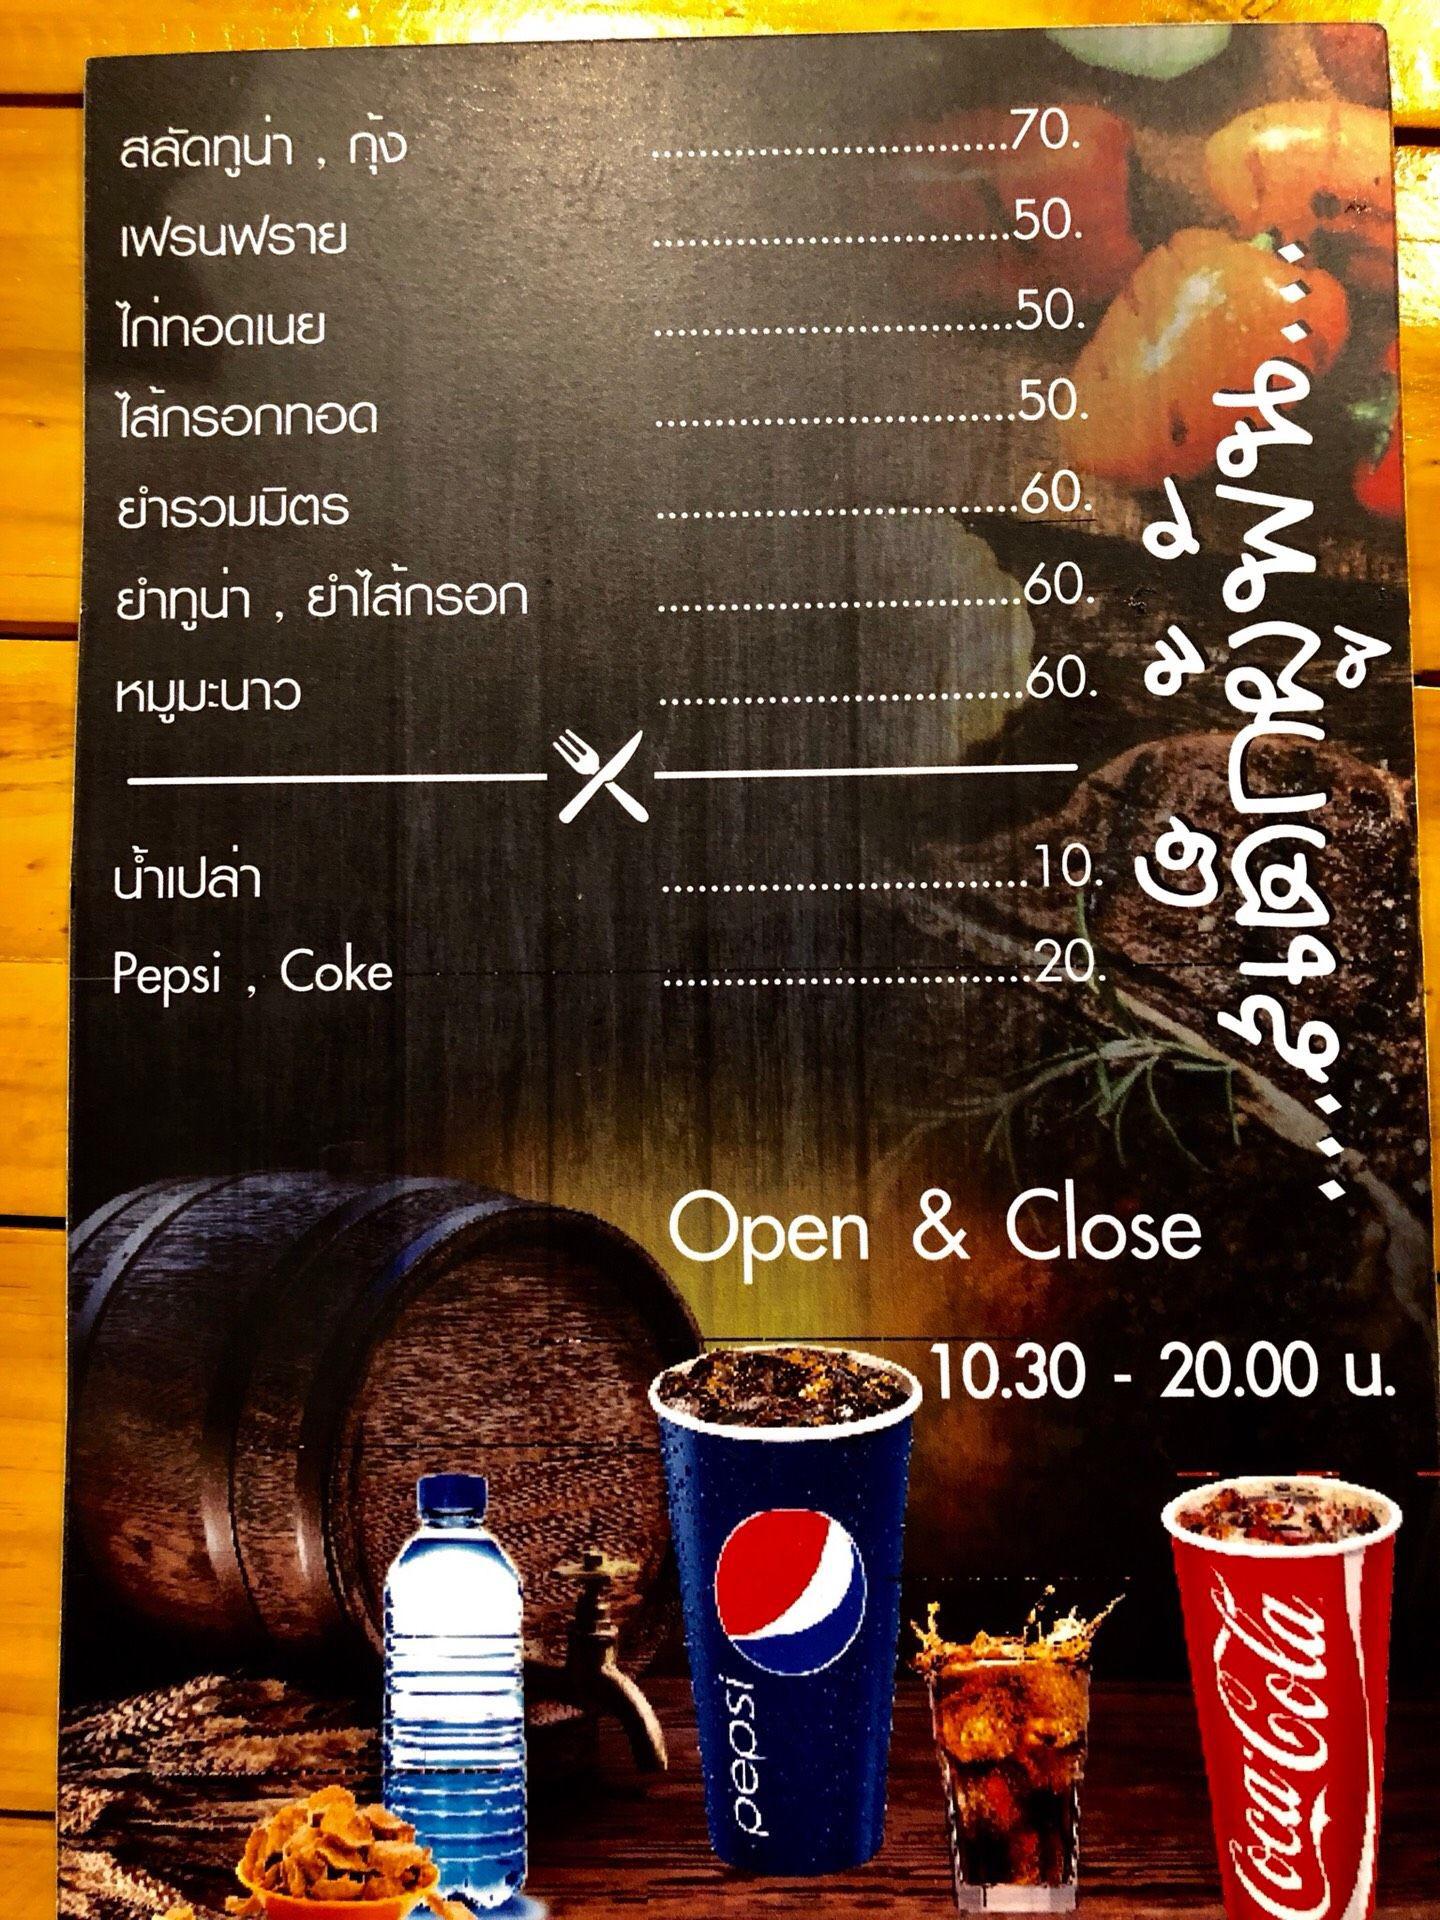 สลัดทูน่า , กุ้ง ....................................70.
เฟรนฟราย ....................................50.
ไก่ทอดเนย ....................................50.
ไส้กรอกทอด ....................................50.
ยำรวมมิตร ....................................60.
ยำทูน่า , ยำไส้กรอก ....................................60.
หมูมะนาว ....................................60.
น้ำเปล่า ....................................10.
Pepsi , Coke ....................................20.
Open & Close
10.30 - 20.00 น.
pepsi
Coca-Cola